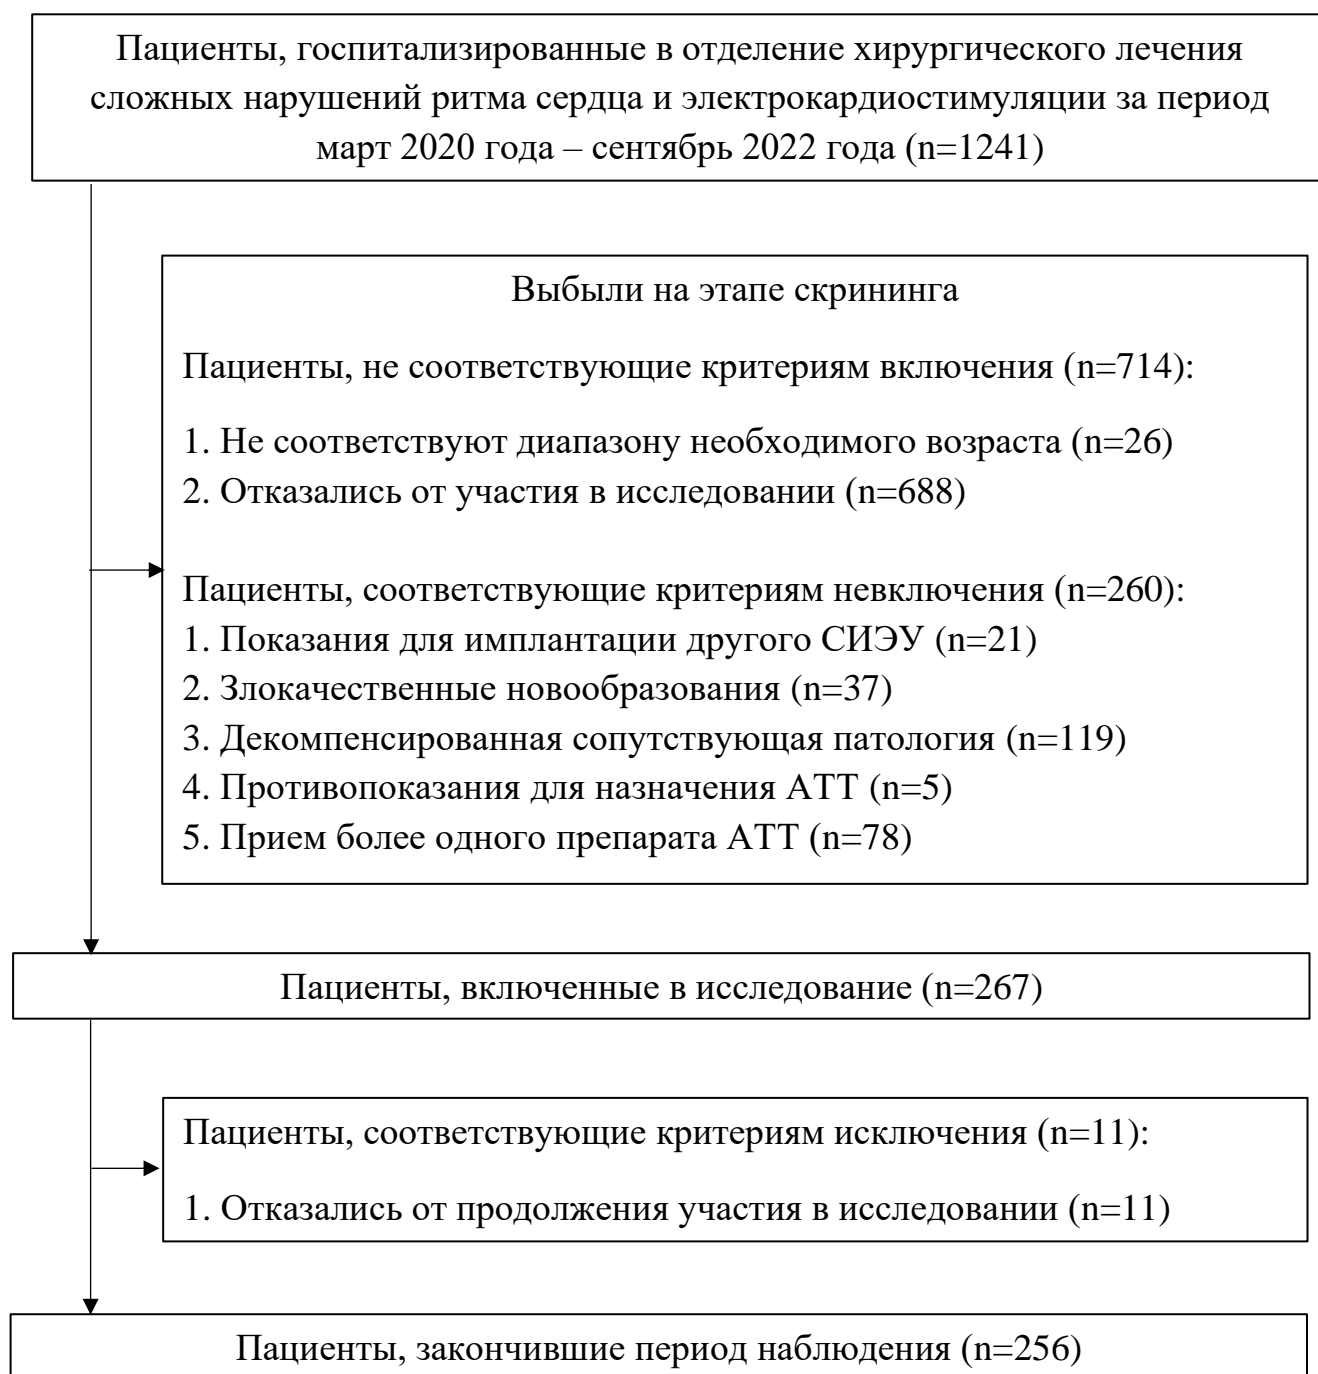 Пациенты, госпитализированные в отделение хирургического лечения
сложных нарушений ритма сердца и электрокардиостимуляции за период
март 2020 года – сентябрь 2022 года (n=1241)
Выбыли на этапе скрининга
Пациенты, не соответствующие критериям включения (n=714):
1. Не соответствуют диапазону необходимого возраста (n=26)
2. Отказались от участия в исследовании (n=688)
Пациенты, соответствующие критериям невключения (n=260):
1. Показания для имплантации другого СИЭУ (n=21)
2. Злокачественные новообразования (n=37)
3. Декомпенсированная сопутствующая патология (n=119)
4. Противопоказания для назначения АТТ (n=5)
5. Прием более одного препарата АТТ (n=78)
Пациенты, включенные в исследование (n=267)
Пациенты, соответствующие критериям исключения (n=11):
1. Отказались от продолжения участия в исследовании (n=11)
Пациенты, закончившие период наблюдения (n=256)